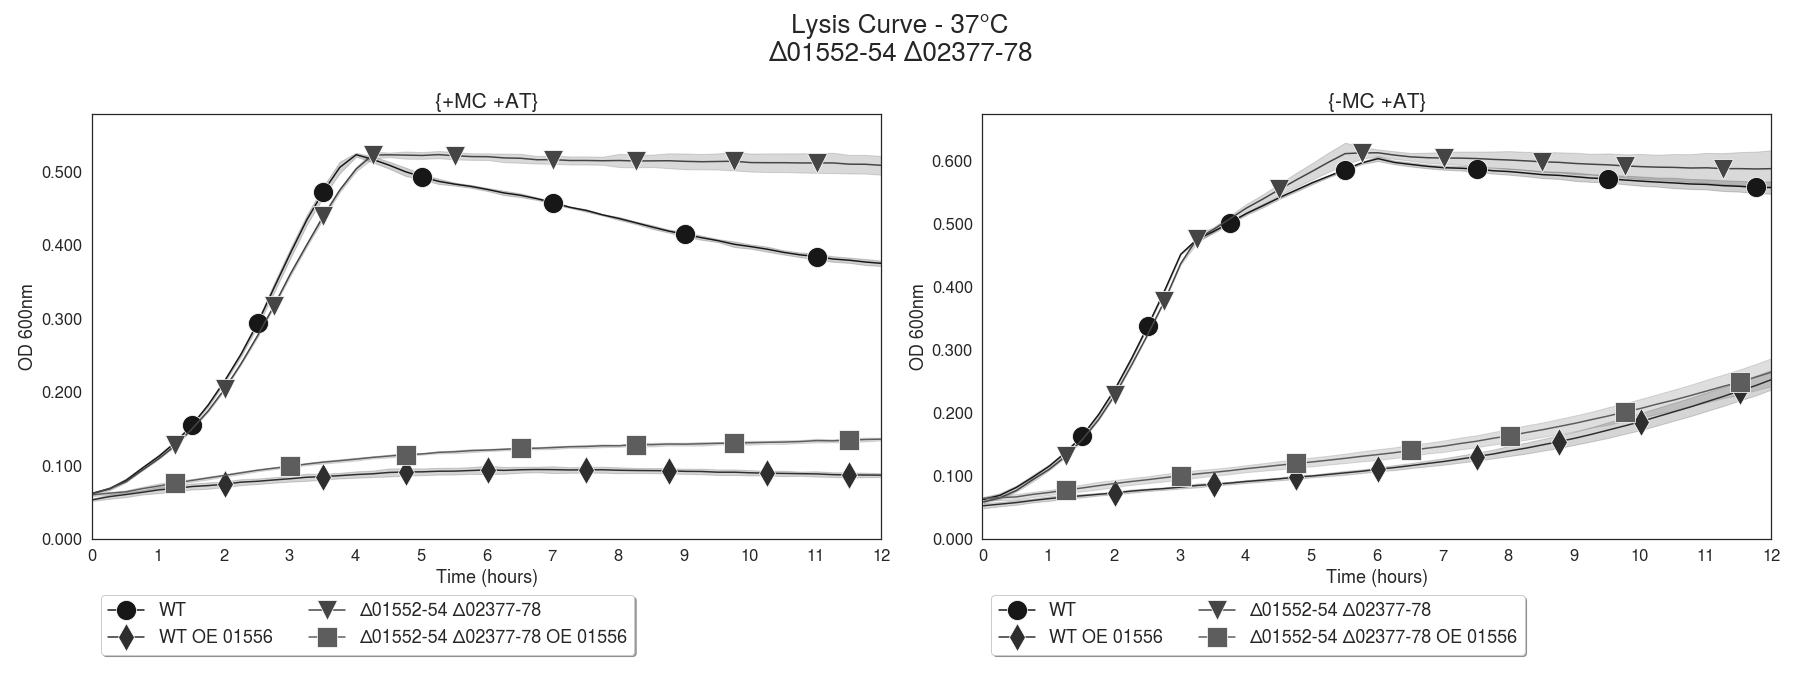 Lysis Curve - 37°C
Δ01552-54 Δ02377-78
{+MC +AT}
OD 600nm
0.500
0.400
0.300
0.200
0.100
0.000
0 1 2 3 4 5 6 7 8 9 10 11 12
Time (hours)
WT
WT OE 01556
Δ01552-54 Δ02377-78
Δ01552-54 Δ02377-78 OE 01556
{-MC +AT}
OD 600nm
0.600
0.500
0.400
0.300
0.200
0.100
0.000
0 1 2 3 4 5 6 7 8 9 10 11 12
Time (hours)
WT
WT OE 01556
Δ01552-54 Δ02377-78
Δ01552-54 Δ02377-78 OE 01556